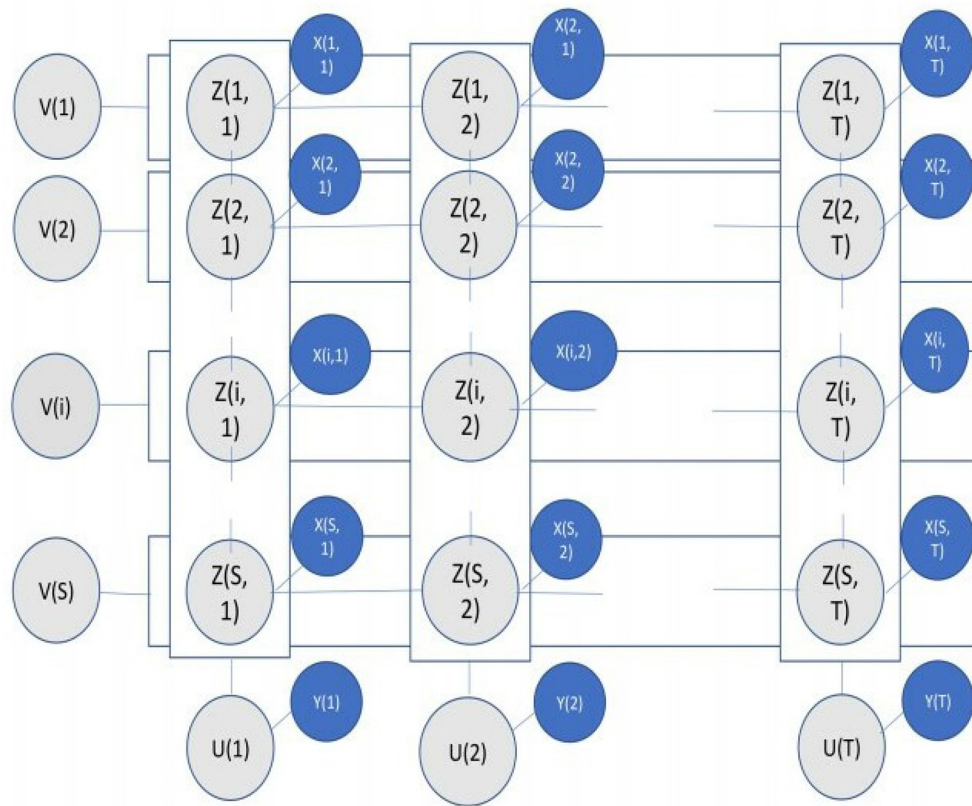 X(1,
1)
X(2,
1)
X(1,
T)
V(1)
Z(1,
1)
Z(1,
2)
Z(1,
T)
X(2,
1)
X(2,
2)
X(2,
T)
V(2)
Z(2,
1)
Z(2,
2)
Z(2,
T)
X(i,1)
X(i,2)
X(i,
T)
V(i)
Z(i,
1)
Z(i,
2)
Z(i,
T)
X(S,
1)
X(S,
2)
X(S,
T)
V(S)
Z(S,
1)
Z(S,
2)
Z(S,
T)
Y(1)
Y(2)
Y(T)
U(1)
U(2)
U(T)